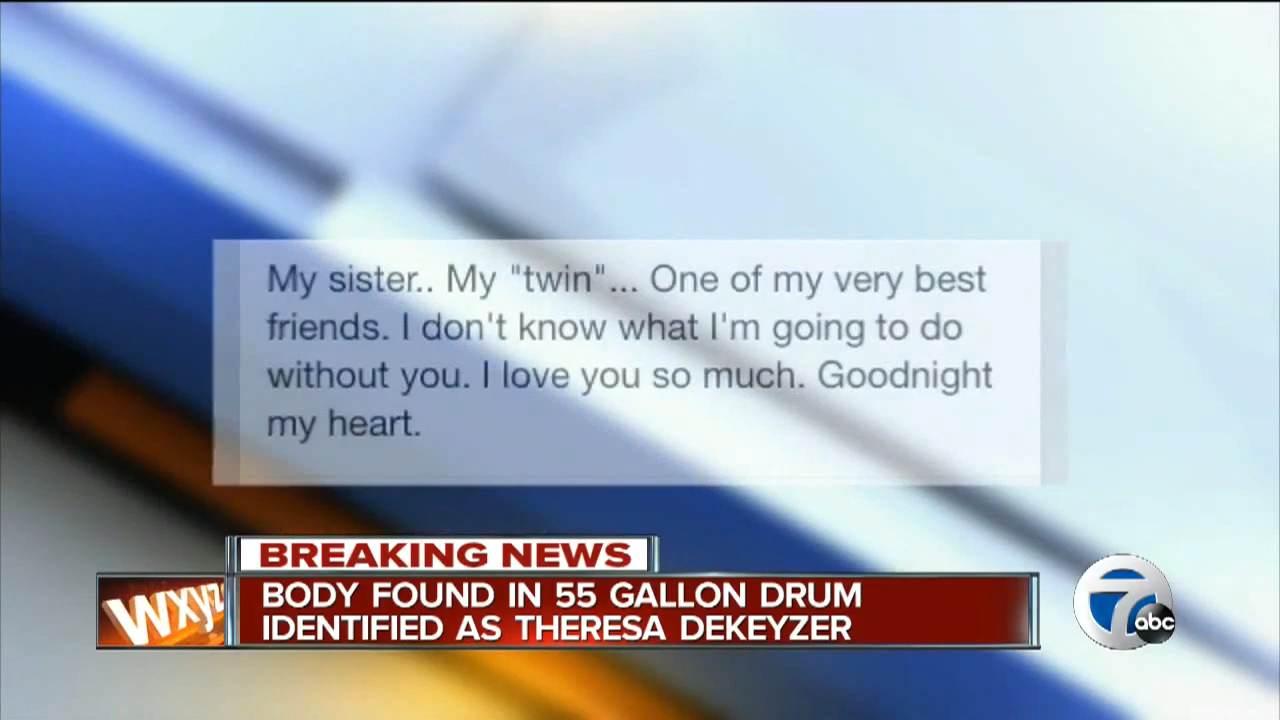 My sister.. My "twin"... One of my very best
friends. I don't know what I'm going to do
without you. I love you so much. Goodnight
my heart.
BREAKING NEWS
WXYZ
BODY FOUND IN 55 GALLON DRUM
IDENTIFIED AS THERESA DEKEYZER
7
abc